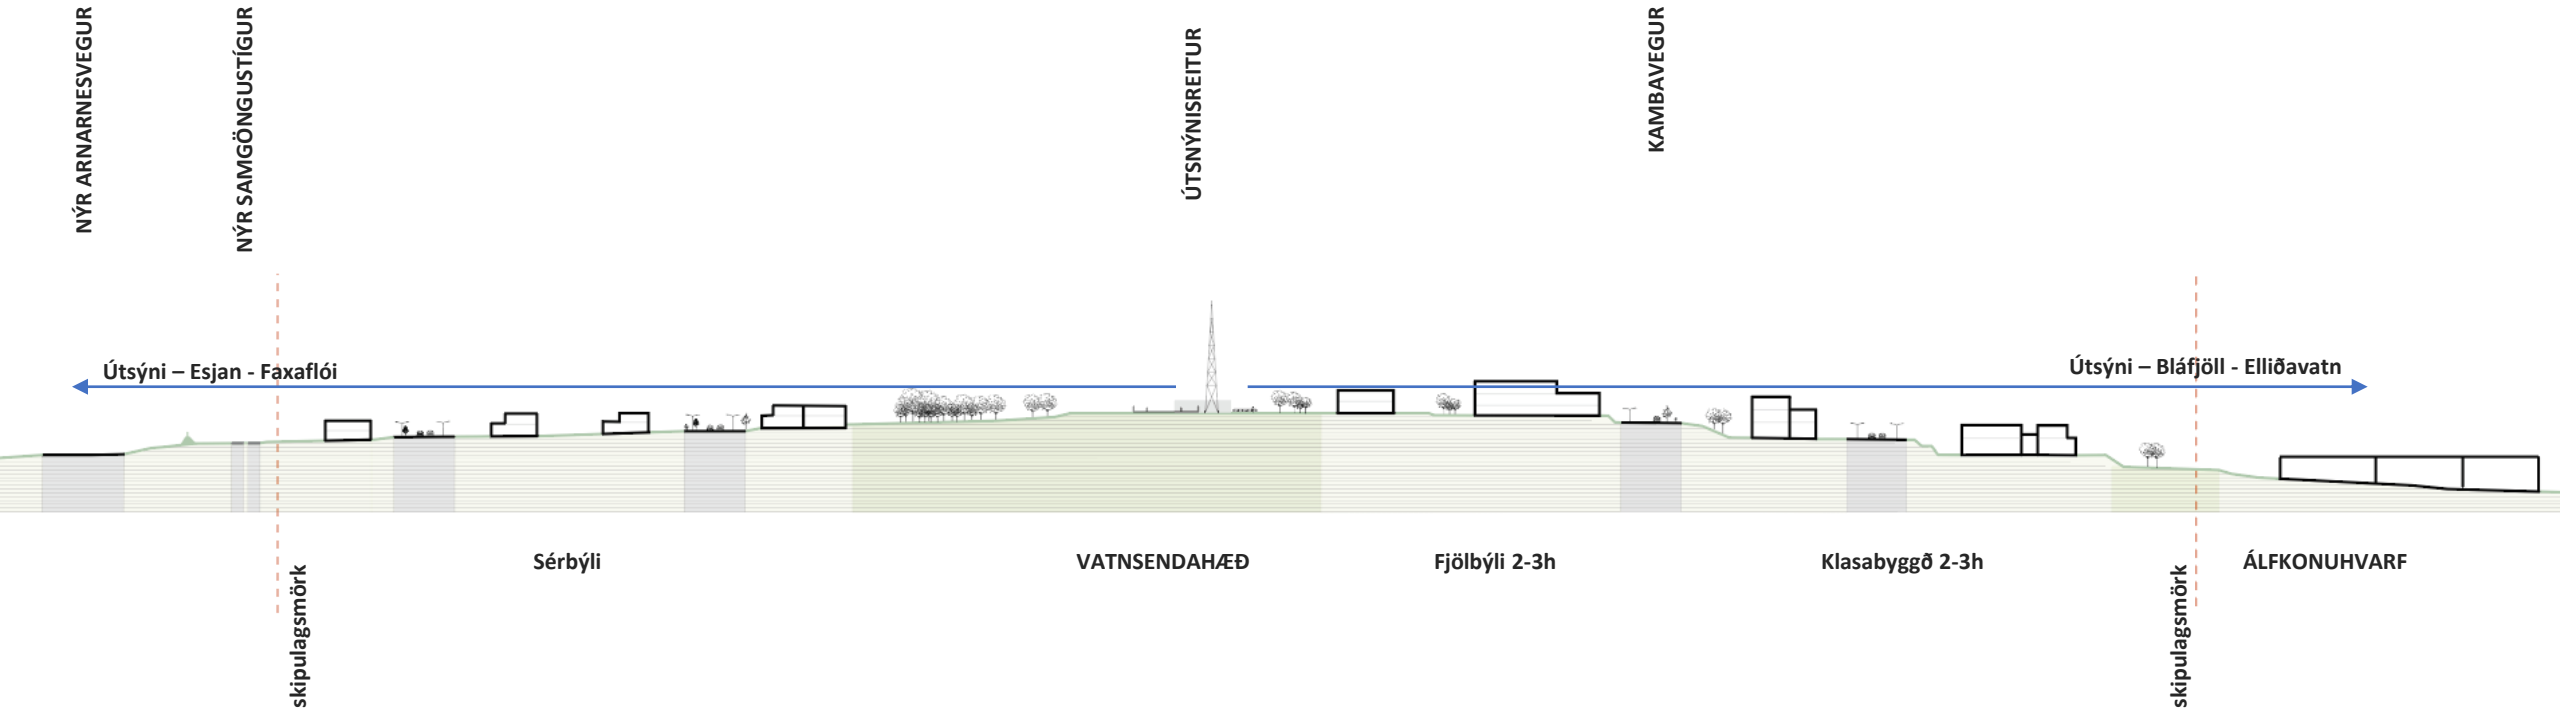 NÝR ARNARNESVEGUR
NÝR SAMGÖNGUSTÍGUR
ÚTSNÝNISREITUR
KAMBAVEGUR
Útsýni – Esjan - Faxaflói
Útsýni – Bláfjöll - Elliðavatn
Sérbýli
VATNSENDAHÆÐ
Fjölbýli 2-3h
Klasabyggð 2-3h
ÁLFKONUHVARF
skipulagsmörk
skipulagsmörk